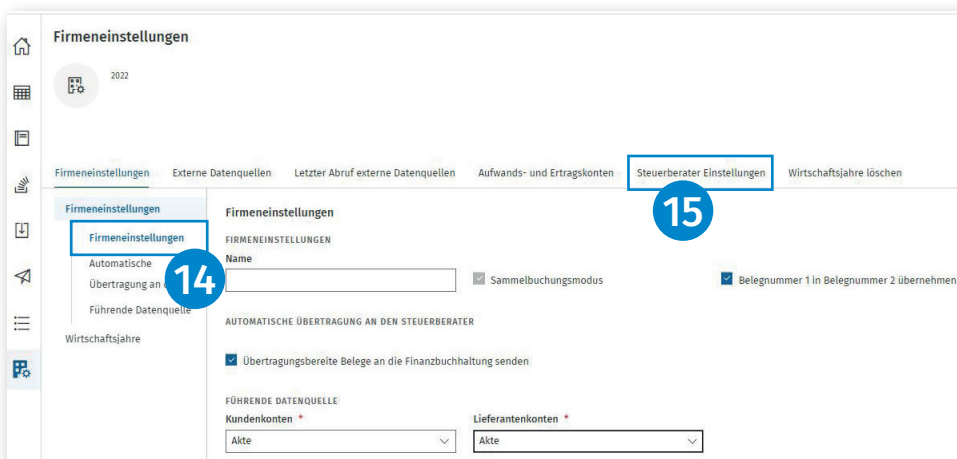 Firmeneinstellungen
2022
Firmeneinstellungen Externe Datenquellen Letzter Abruf externe Datenquellen Aufwands- und Ertragskonten Steuerberater Einstellungen Wirtschaftsjahre löschen
15
Firmeneinstellungen
Firmeneinstellungen
Automatische
Übertragung an d
Führende Datenquelle
Wirtschaftsjahre
14
Firmeneinstellungen
FIRMENEINSTELLUNGEN
Name
Sammelbuchungsmodus
Belegnummer 1 in Belegnummer 2 übernehmen
AUTOMATISCHE ÜBERTRAGUNG AN DEN STEUERBERATER
Übertragungsbereite Belege an die Finanzbuchhaltung senden
FÜHRENDE DATENQUELLE
Kundenkonten * Lieferantenkonten *
Akte Akte